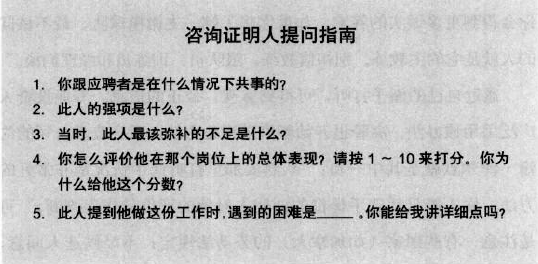 咨询证明人提问指南
1. 你跟应聘者是在什么情况下共事的?
2. 此人的强项是什么?
3. 当时，此人最该弥补的不足是什么?
4. 你怎么评价他在那个岗位上的总体表现? 请按 1 ~ 10 来打分。你为
什么给他这个分数?
5. 此人提到他做这份工作时，遇到的困难是____。你能给我讲详细点吗?